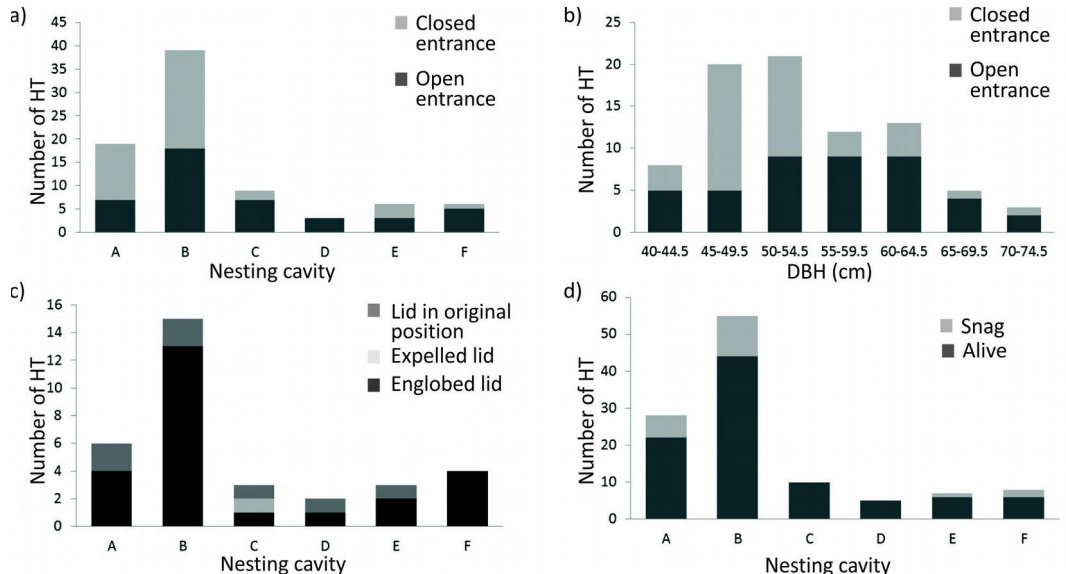 a)
Number of HT
45
40
35
30
25
20
15
10
5
0
Closed
entrance
Open
entrance
A B C D E F
Nesting cavity
b)
Number of HT
25
20
15
10
5
0
Closed
entrance
Open
entrance
40-44.5 45-49.5 50-54.5 55-59.5 60-64.5 65-69.5 70-74.5
DBH (cm)
c)
Number of HT
16
14
12
10
8
6
4
2
0
Lid in original
position
Expelled lid
Englobed lid
A B C D E F
Nesting cavity
d)
Number of HT
60
50
40
30
20
10
0
Snag
Alive
A B C D E F
Nesting cavity